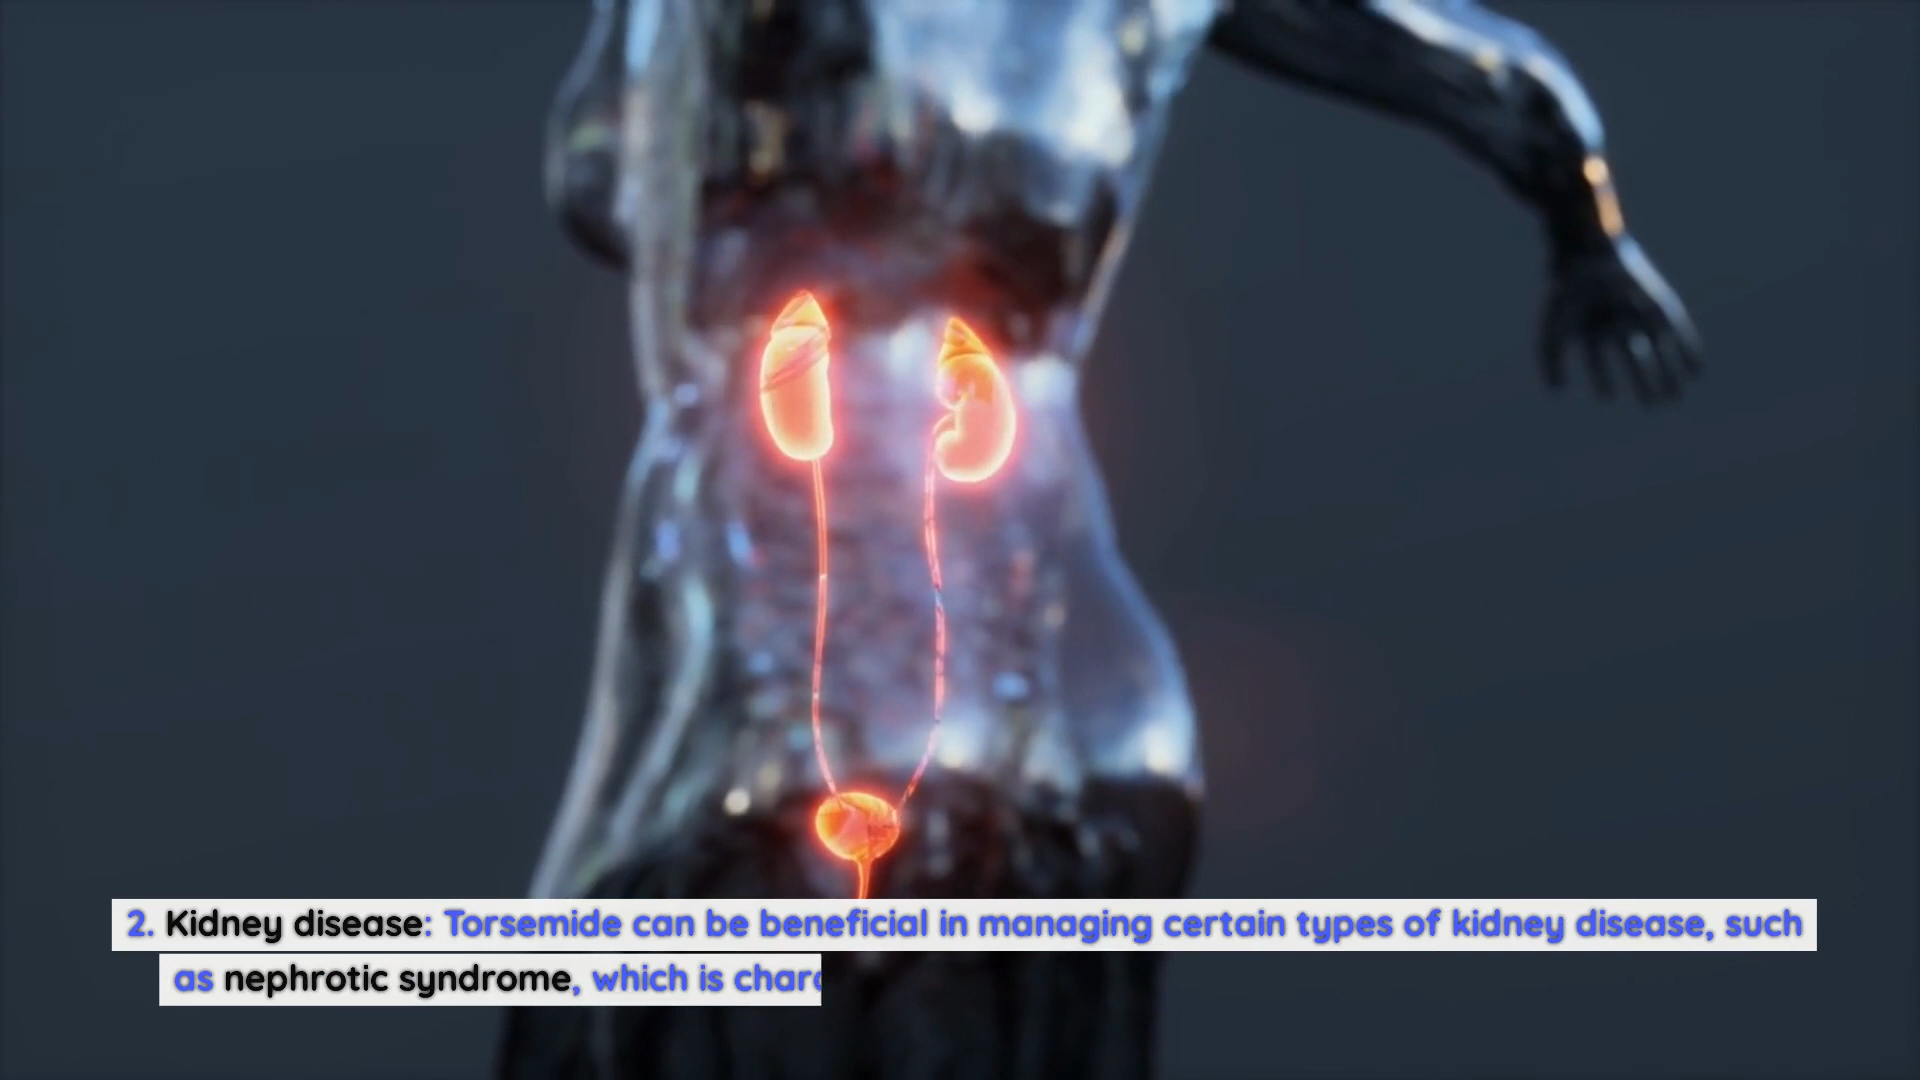 2. Kidney disease: Torsemide can be beneficial in managing certain types of kidney disease, such
as nephrotic syndrome, which is